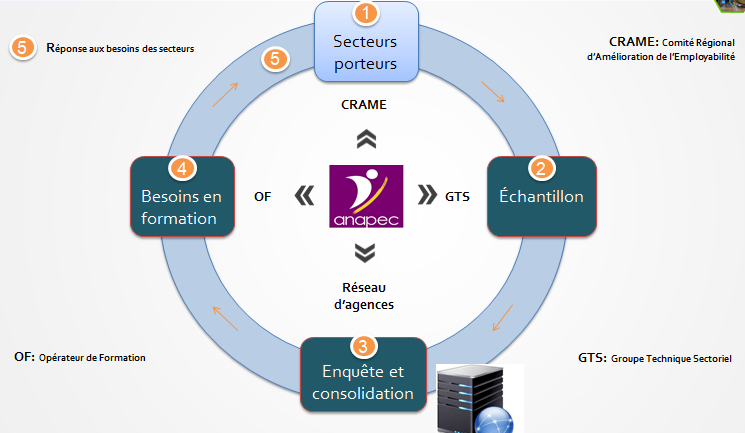 1
Secteurs
porteurs
5 Réponse aux besoins des secteurs
5
CRAME: Comité Régional
d'Amélioration de l'Employabilité
CRAME
4
Besoins en
formation
OF
anapec
GTS
2
Échantillon
Réseau
d'agences
OF: Opérateur de Formation
3
Enquête et
consolidation
GTS: Groupe Technique Sectoriel